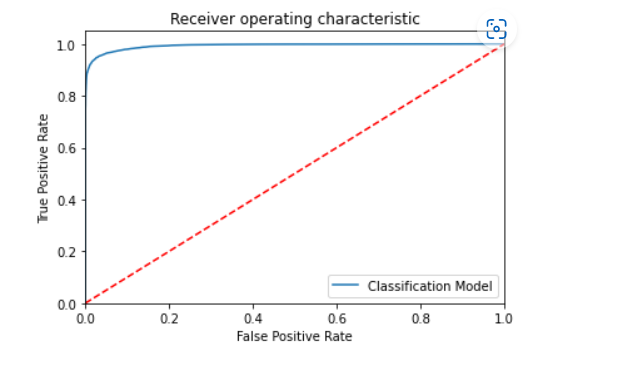 Receiver operating characteristic
1.0
0.8
0.6
0.4
0.2
0.0
True Positive Rate
Classification Model
0.0 0.2 0.4 0.6 0.8 1.0
False Positive Rate